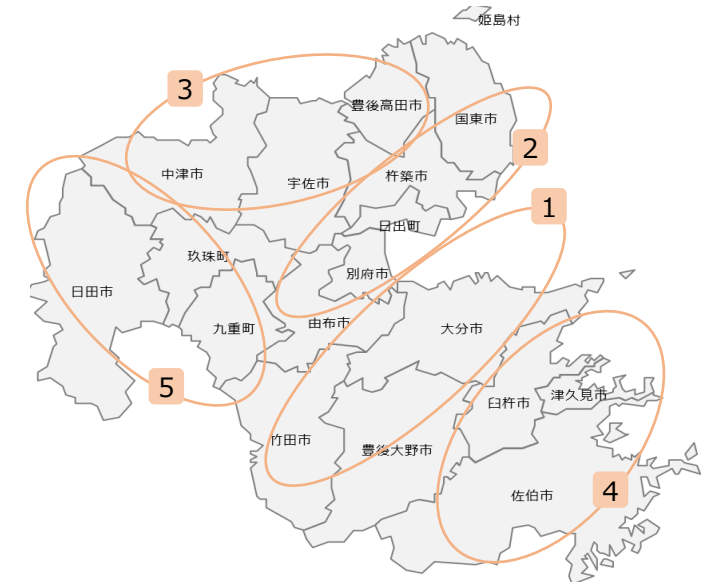 姫島村
3
豊後高田市
国東市
2
中津市
宇佐市
杵築市
1
日出町
玖珠町
別府市
日田市
九重町
由布市
大分市
5
臼杵市
津久見市
竹田市
豊後大野市
佐伯市
4